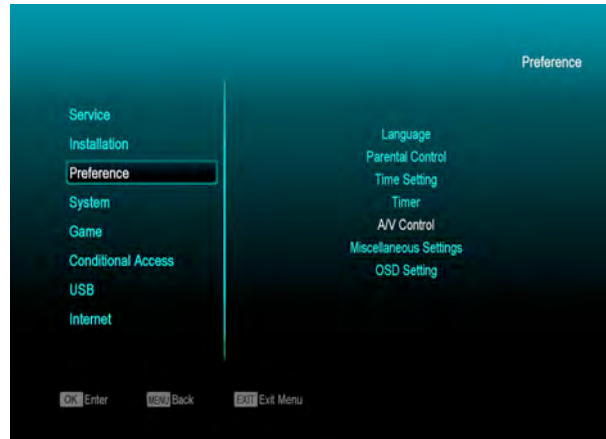 Preference
Service
Installation
Preference
System
Game
Conditional Access
USB
Internet
Language
Parental Control
Time Setting
Timer
A/V Control
Miscellaneous Settings
OSD Setting
OK Enter MENU Back EXIT Exit Menu